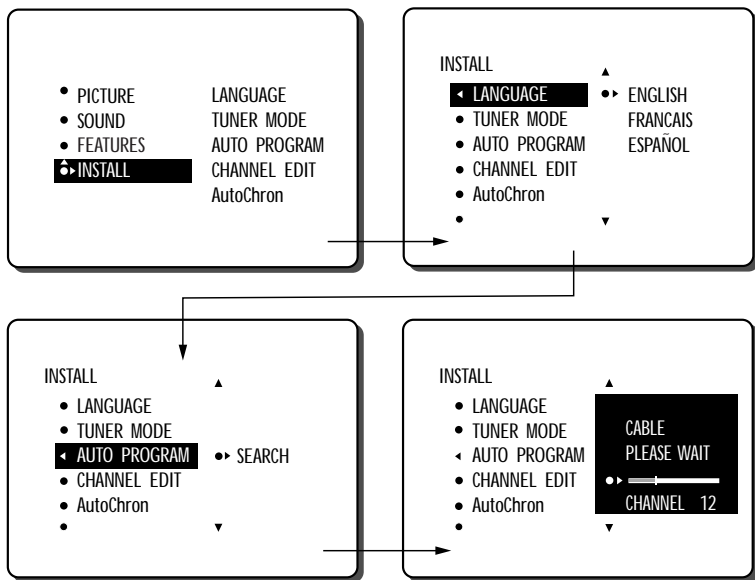 PICTURE LANGUAGE
SOUND TUNER MODE
FEATURES AUTO PROGRAM
INSTALL CHANNEL EDIT
AutoChron
INSTALL
LANGUAGE ENGLISH
TUNER MODE FRANCAIS
AUTO PROGRAM ESPAÑOL
CHANNEL EDIT
AutoChron
INSTALL
LANGUAGE
TUNER MODE
AUTO PROGRAM SEARCH
CHANNEL EDIT
AutoChron
INSTALL
LANGUAGE
TUNER MODE CABLE
AUTO PROGRAM PLEASE WAIT
CHANNEL EDIT
AutoChron CHANNEL 12